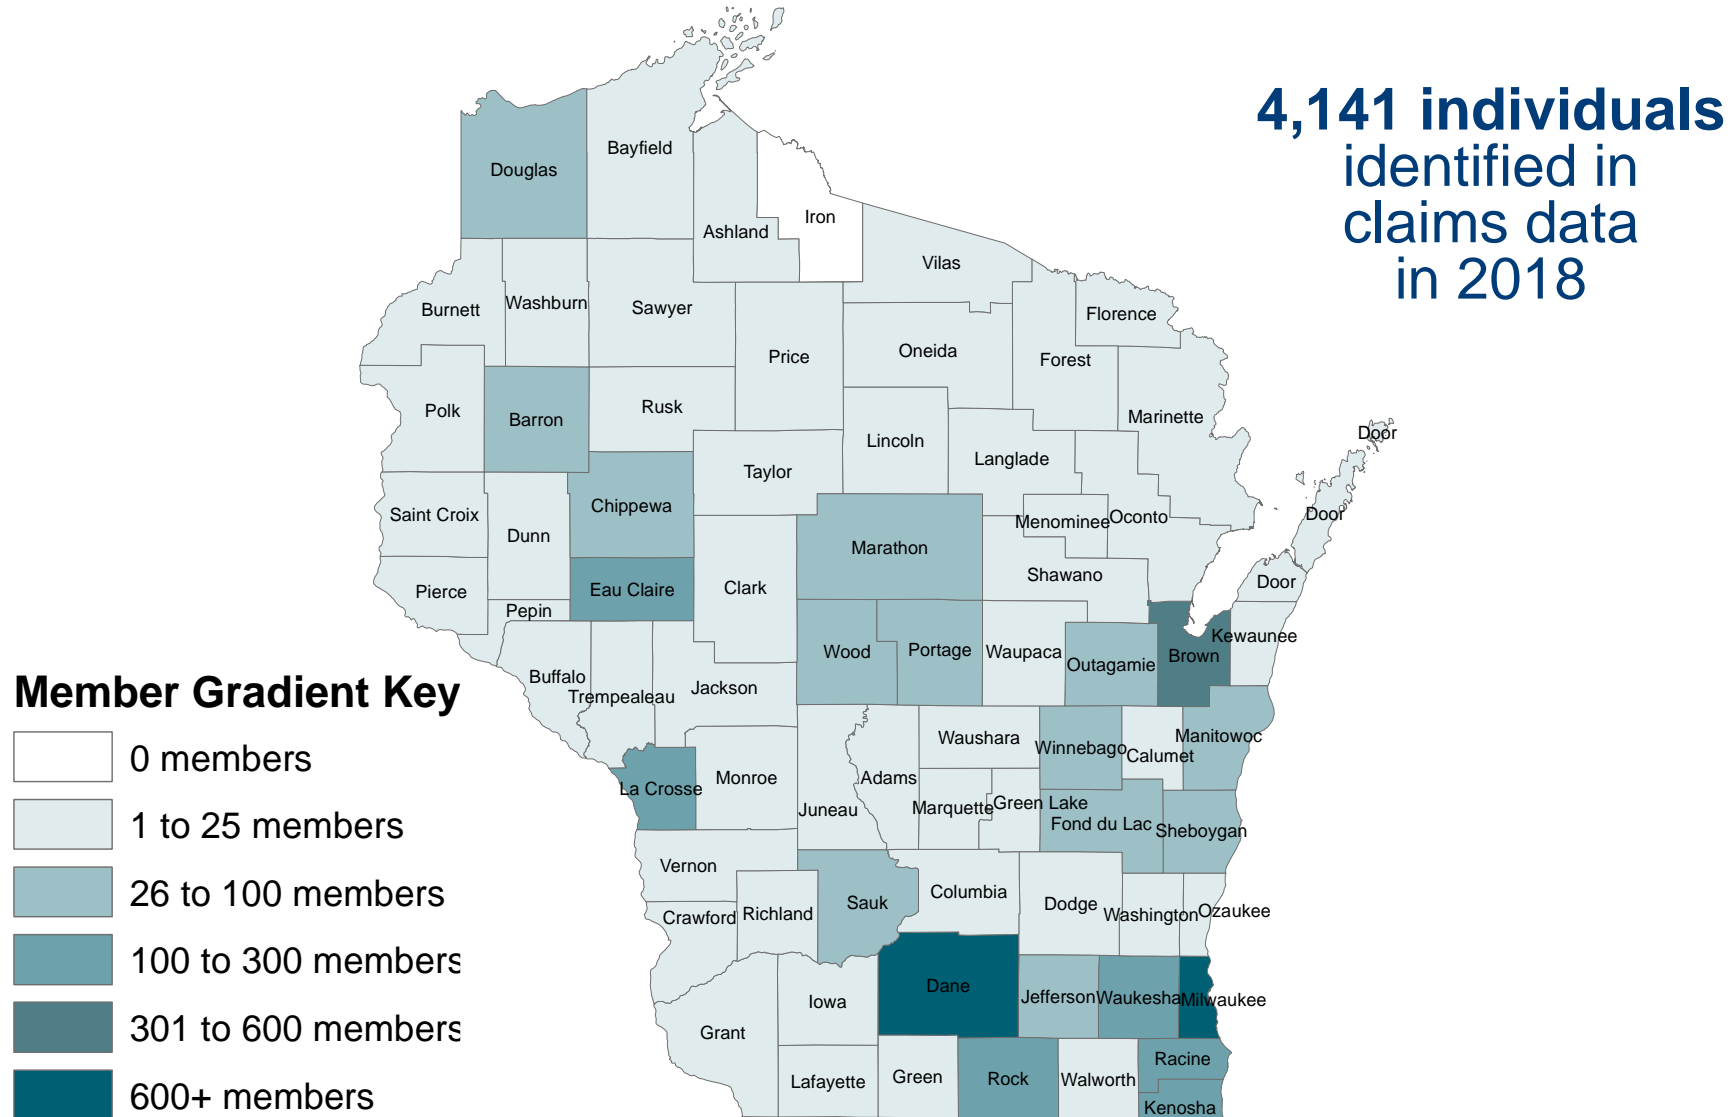 4,141 individuals
identified in
claims data
in 2018
Douglas
Bayfield
Ashland
Iron
Vilas
Burnett
Washburn
Sawyer
Price
Oneida
Forest
Florence
Polk
Barron
Rusk
Lincoln
Langlade
Marinette
Door
Taylor
Saint Croix
Dunn
Chippewa
Marathon
Menominee
Oconto
Door
Pierce
Eau Claire
Clark
Shawano
Door
Pepin
Wood
Portage
Waupaca
Outagamie
Brown
Kewaunee
Buffalo
Trempealeau
Jackson
Waushara
Winnebago
Calumet
Manitowoc
La Crosse
Monroe
Juneau
Adams
Marquette
Green Lake
Fond du Lac
Sheboygan
Vernon
Crawford
Richland
Sauk
Columbia
Dodge
Washington
Ozaukee
Grant
Iowa
Dane
Jefferson
Waukesha
Milwaukee
Lafayette
Green
Rock
Walworth
Racine
Kenosha
Member Gradient Key
0 members
1 to 25 members
26 to 100 members
100 to 300 members
301 to 600 members
600+ members